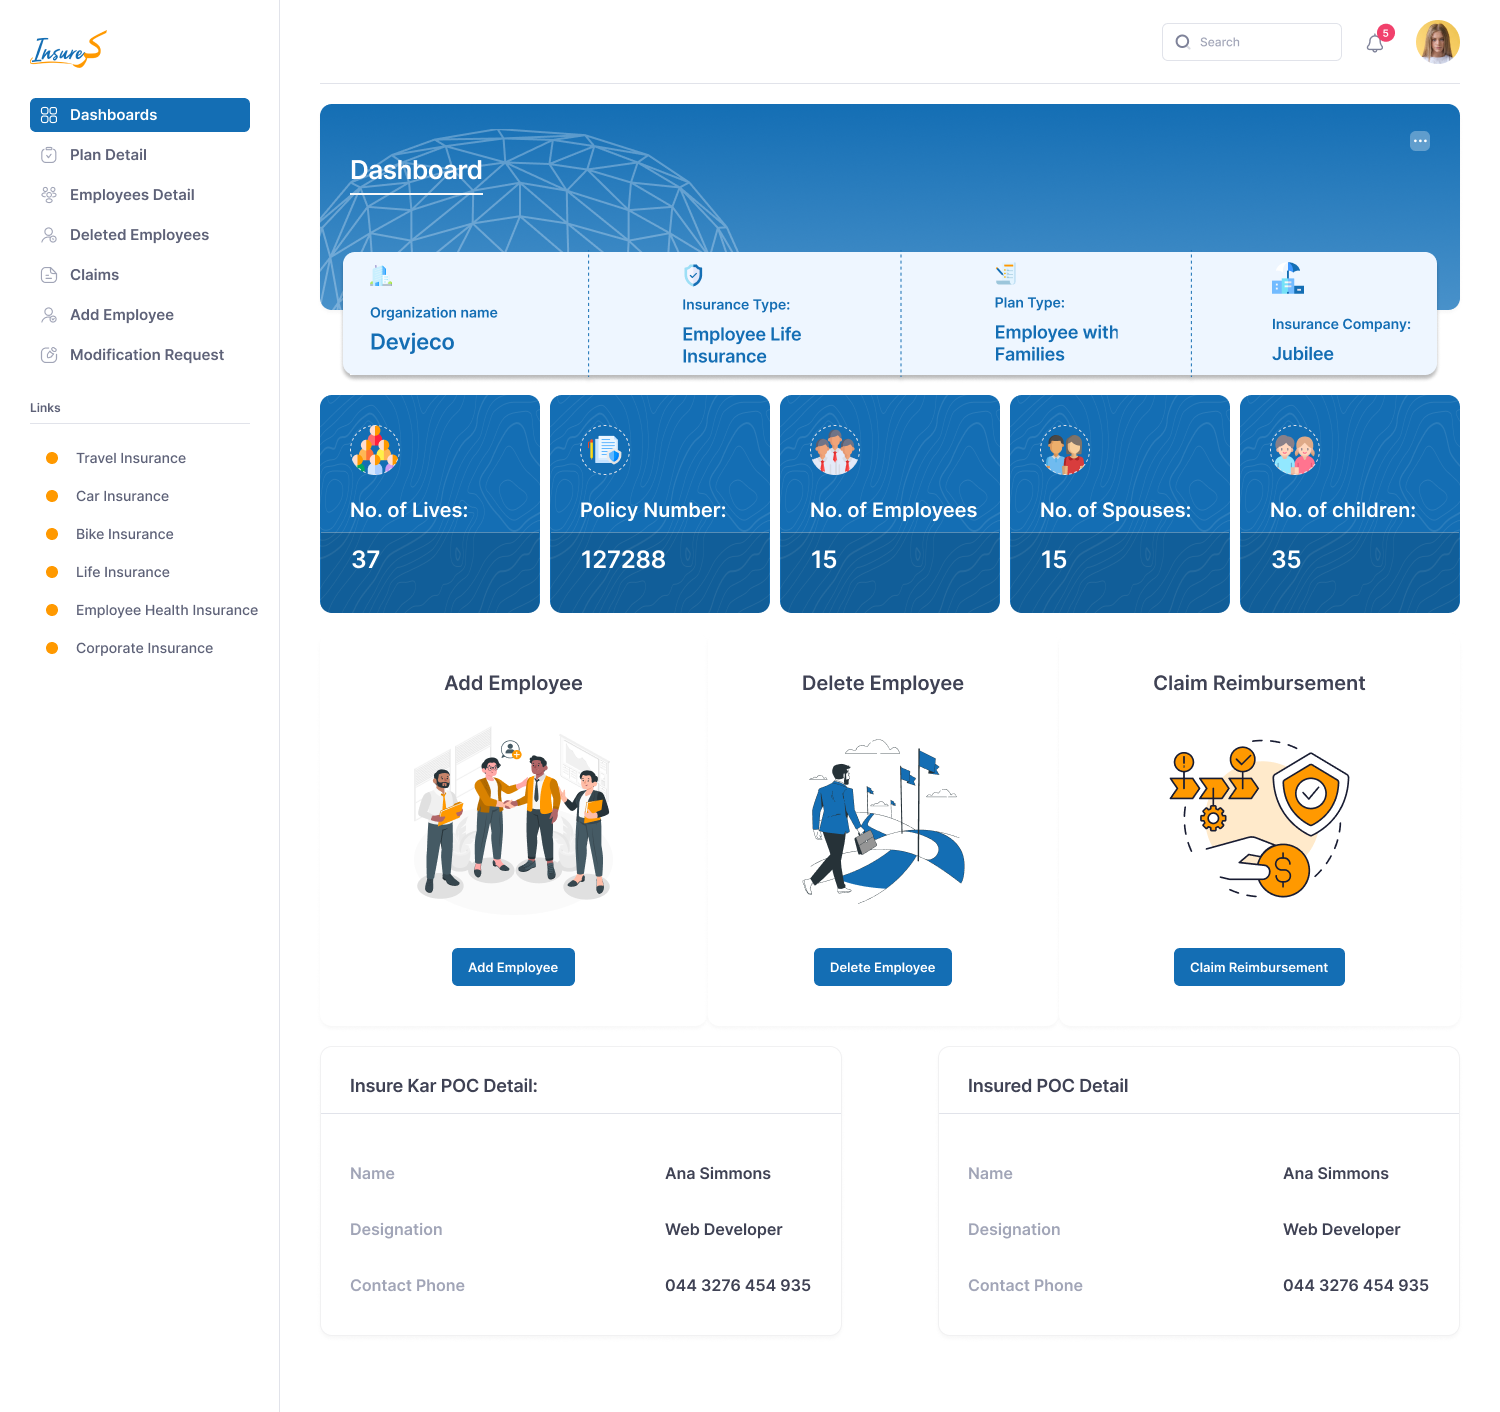 InsureS
Search
5
Dashboards
Plan Detail
Employees Detail
Deleted Employees
Claims
Add Employee
Modification Request
Links
Travel Insurance
Car Insurance
Bike Insurance
Life Insurance
Employee Health Insurance
Corporate Insurance
Dashboard
Organization name
Devjeco
Insurance Type:
Employee Life
Insurance
Plan Type:
Employee with
Families
Insurance Company:
Jubilee
No. of Lives:
37
Policy Number:
127288
No. of Employees
15
No. of Spouses:
15
No. of children:
35
Add Employee
Add Employee
Delete Employee
Delete Employee
Claim Reimbursement
Claim Reimbursement
Insure Kar POC Detail:
Name Ana Simmons
Designation Web Developer
Contact Phone 044 3276 454 935
Insured POC Detail
Name Ana Simmons
Designation Web Developer
Contact Phone 044 3276 454 935